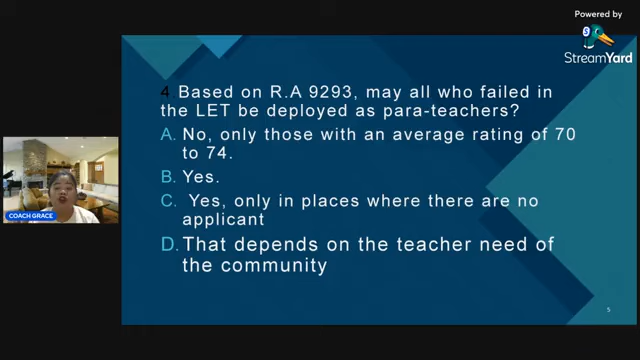 Powered by
StreamYard
4 Based on R.A 9293, may all who failed in
the LET be deployed as para-teachers?
A. No, only those with an average rating of 70
to 74.
B. Yes.
C. Yes, only in places where there are no
applicant
D. That depends on the teacher need of
the community
COACH GRACE
5